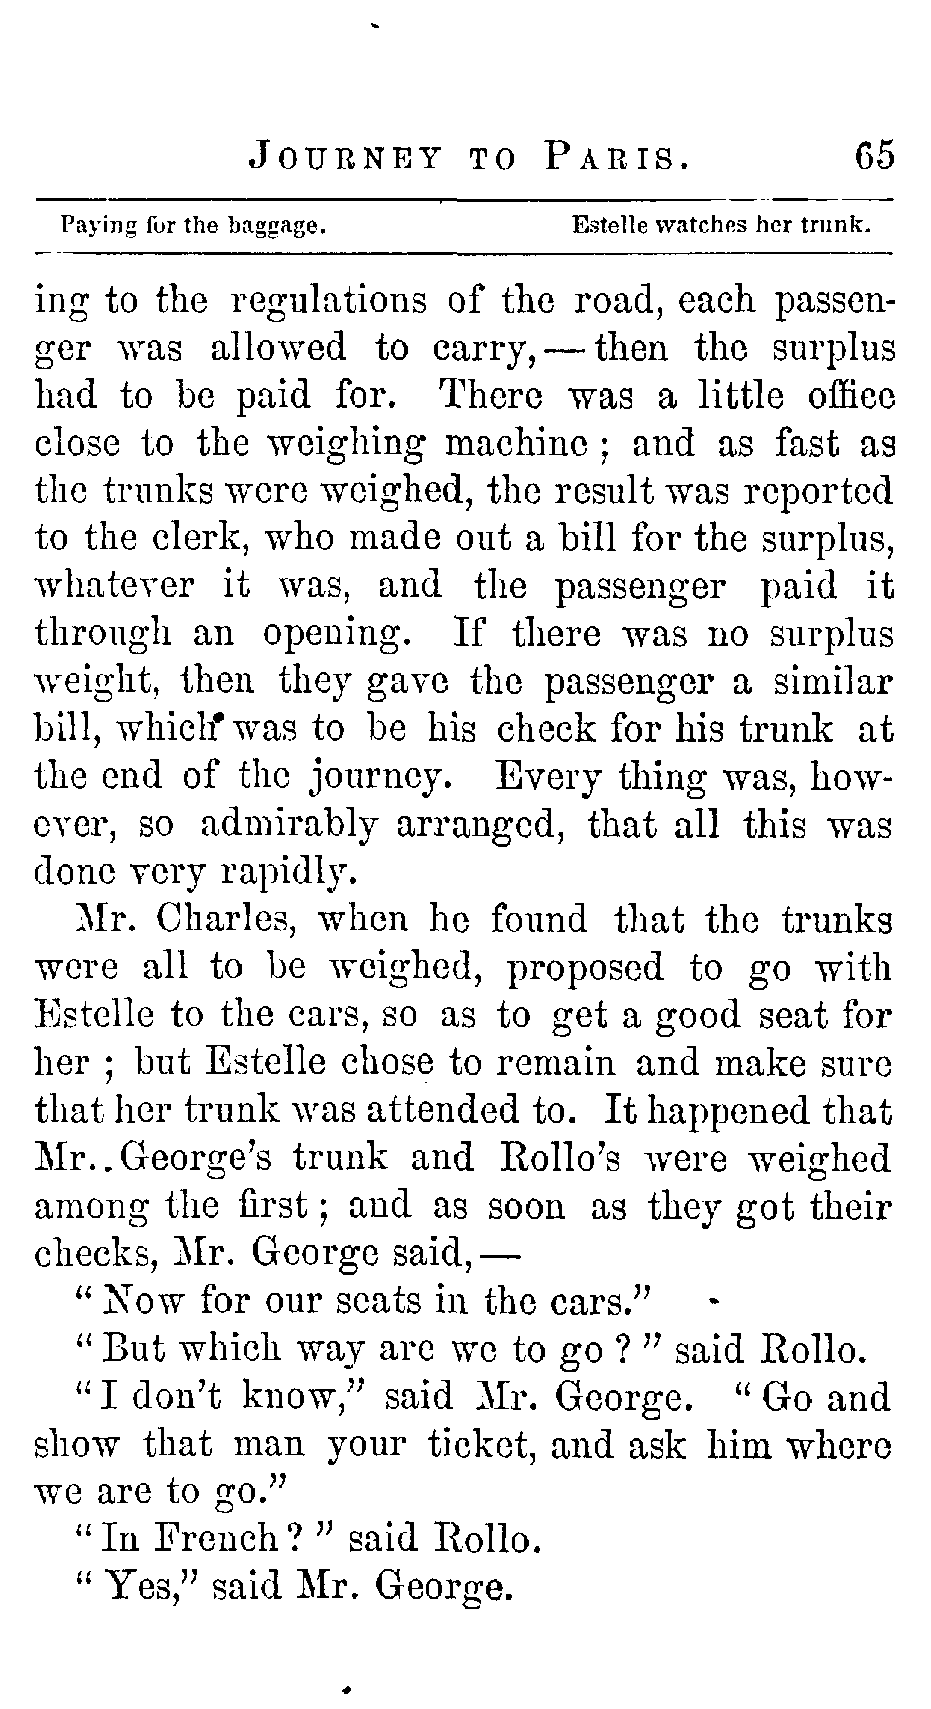 JOURNEY TO PARIS. 65
Paying for the baggage. Estelle watches her trunk.
ing to the regulations of the road, each passen-
ger was allowed to carry,—then the surplus
had to be paid for. There was a little office
close to the weighing machine; and as fast as
the trunks were weighed, the result was reported
to the clerk, who made out a bill for the surplus,
whatever it was, and the passenger paid it
through an opening. If there was no surplus
weight, then they gave the passenger a similar
bill, which was to be his check for his trunk at
the end of the journey. Every thing was, how-
ever, so admirably arranged, that all this was
done very rapidly.
Mr. Charles, when he found that the trunks
were all to be weighed, proposed to go with
Estelle to the cars, so as to get a good seat for
her; but Estelle chose to remain and make sure
that her trunk was attended to. It happened that
Mr. George's trunk and Rollo's were weighed
among the first; and as soon as they got their
checks, Mr. George said,—
"Now for our seats in the cars."
"But which way are we to go?" said Rollo.
"I don't know," said Mr. George. "Go and
show that man your ticket, and ask him where
we are to go."
"In French?" said Rollo.
"Yes," said Mr. George.